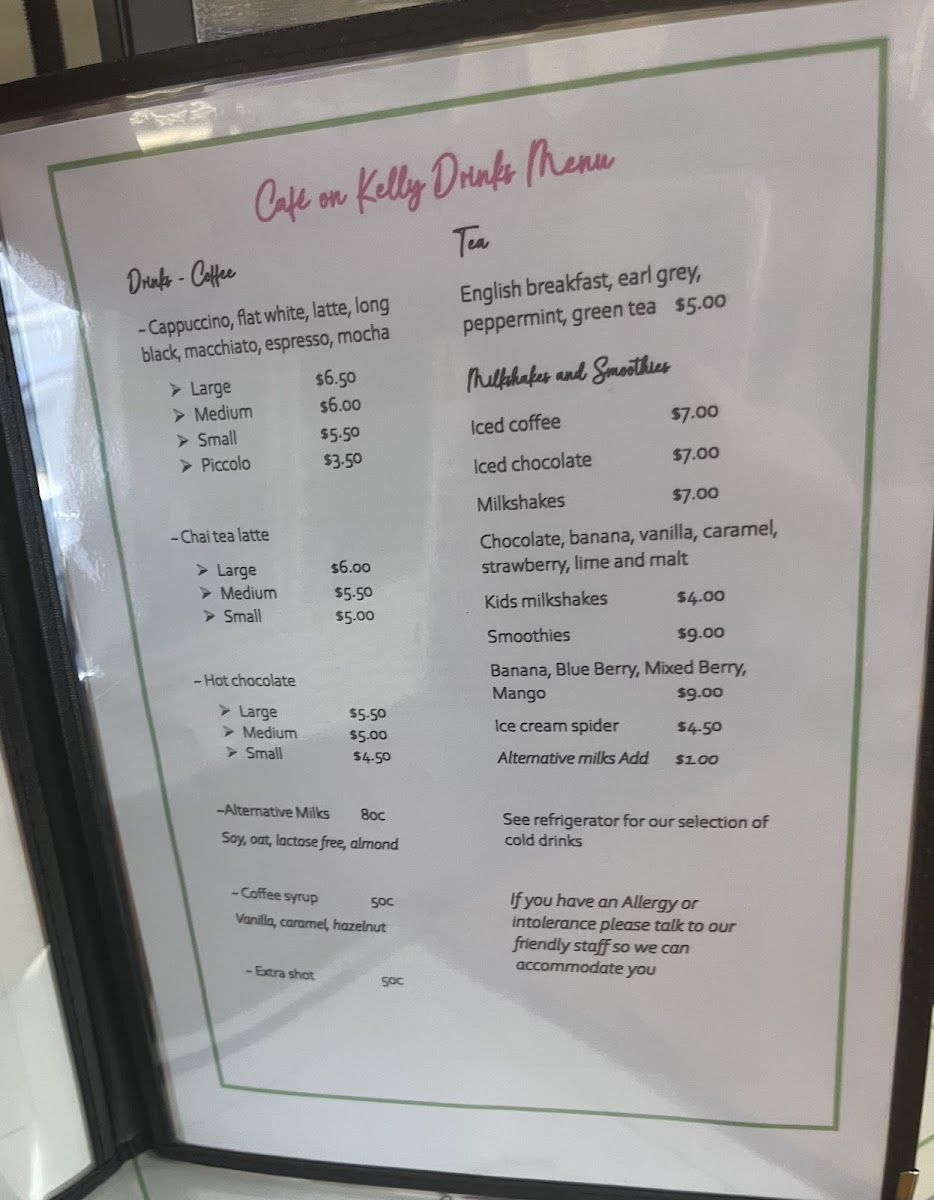 Café on Kelly Drinks Menu
Drinks - Coffee
~ Cappuccino, flat white, latte, long
black, macchiato, espresso, mocha
➢ Large $6.50
➢ Medium $6.00
➢ Small $5.50
➢ Piccolo $3.50
~ Chai tea latte
➢ Large $6.00
➢ Medium $5.50
➢ Small $5.00
~ Hot chocolate
➢ Large $5.50
➢ Medium $5.00
➢ Small $4.50
~Alternative Milks 80c
Soy, oat, lactose free, almond
~ Coffee syrup 50c
Vanilla, caramel, hazelnut
~ Extra shot 50c
Tea
English breakfast, earl grey,
peppermint, green tea $5.00
Milkshakes and Smoothies
Iced coffee $7.00
Iced chocolate $7.00
Milkshakes $7.00
Chocolate, banana, vanilla, caramel,
strawberry, lime and malt
Kids milkshakes $4.00
Smoothies $9.00
Banana, Blue Berry, Mixed Berry,
Mango $9.00
Ice cream spider $4.50
Alternative milks Add $1.00
See refrigerator for our selection of
cold drinks
If you have an Allergy or
intolerance please talk to our
friendly staff so we can
accommodate you